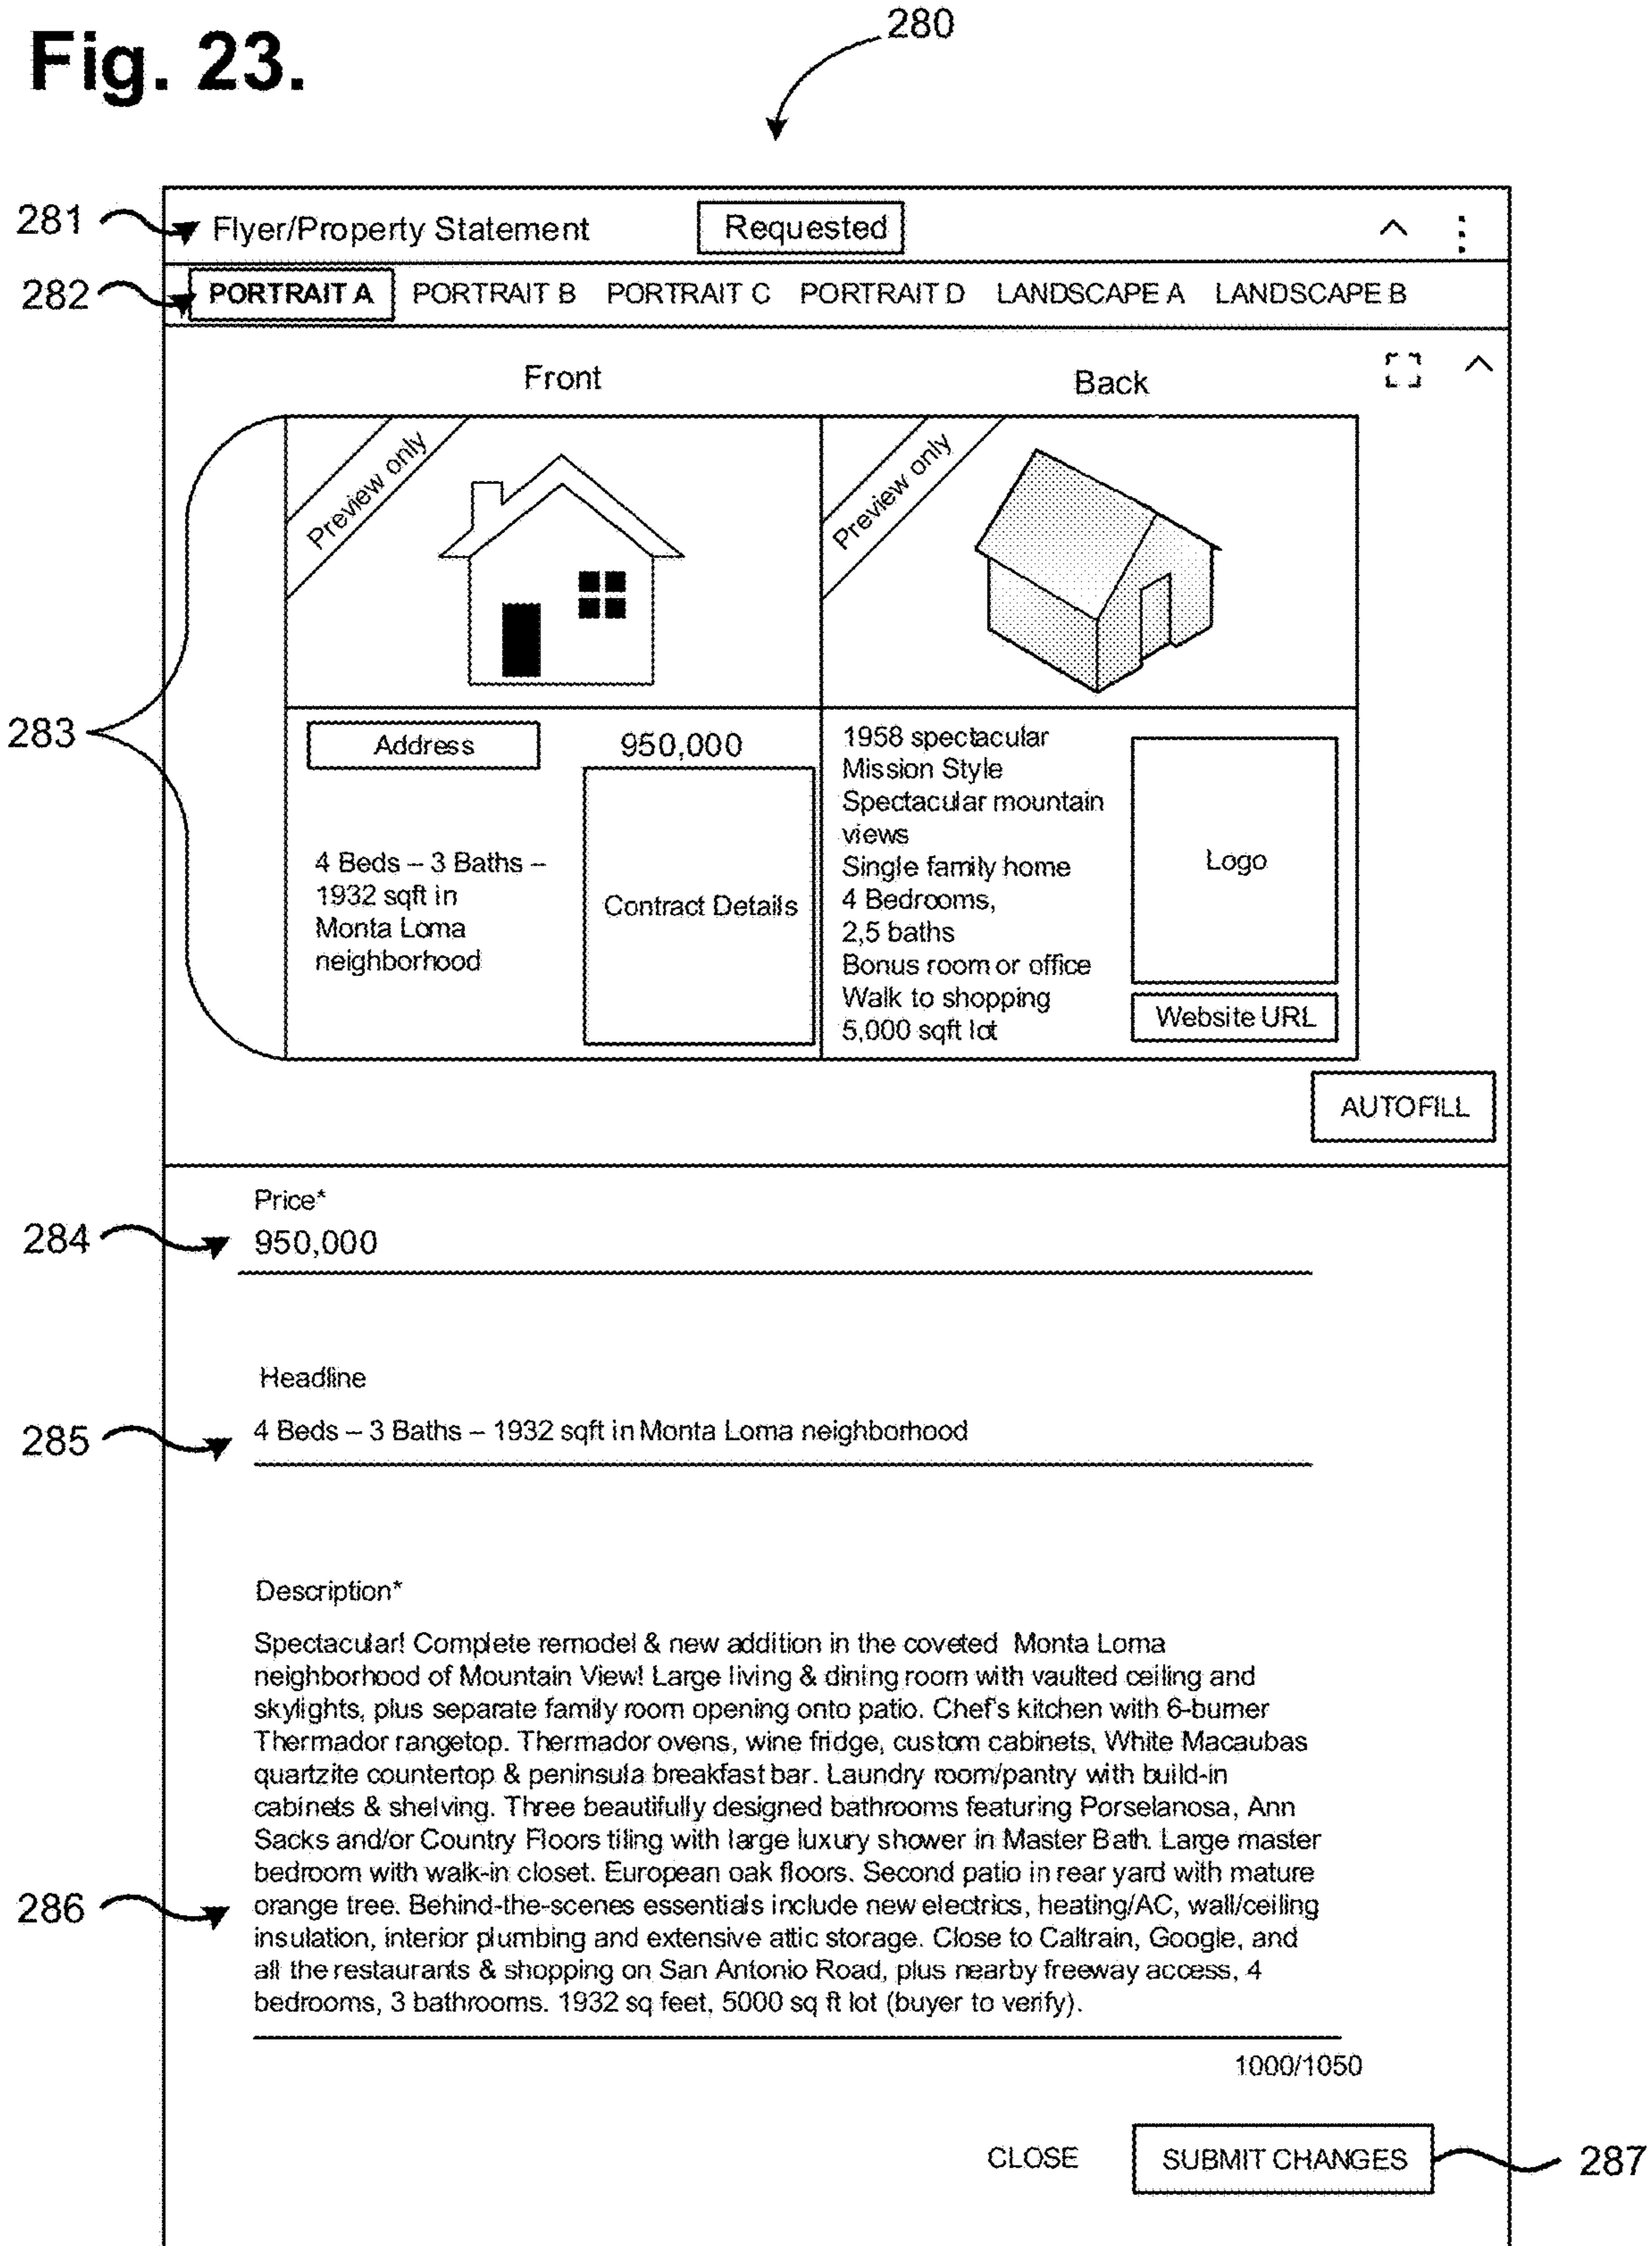 Fig. 23.
280
281
Flyer/Property Statement
Requested
282
PORTRAIT A
PORTRAIT B
PORTRAIT C
PORTRAIT D
LANDSCAPE A
LANDSCAPE B
Front
Back
Preview only
Preview only
283
Address
950,000
4 Beds – 3 Baths –
1932 sqft in
Monta Loma
neighborhood
Contract Details
1958 spectacular
Mission Style
Spectacular mountain
views
Single family home
4 Bedrooms,
2,5 baths
Bonus room or office
Walk to shopping
5,000 sqft lot
Logo
Website URL
AUTOFILL
Price*
284
950,000
Headline
285
4 Beds – 3 Baths – 1932 sqft in Monta Loma neighborhood
Description*
Spectacular! Complete remodel & new addition in the coveted Monta Loma
neighborhood of Mountain View! Large living & dining room with vaulted ceiling and
skylights, plus separate family room opening onto patio. Chef's kitchen with 6-burner
Thermador rangetop. Thermador ovens, wine fridge, custom cabinets, White Macaubas
quartzite countertop & peninsula breakfast bar. Laundry room/pantry with build-in
cabinets & shelving. Three beautifully designed bathrooms featuring Porselanosa, Ann
Sacks and/or Country Floors tiling with large luxury shower in Master Bath. Large master
bedroom with walk-in closet. European oak floors. Second patio in rear yard with mature
286
orange tree. Behind-the-scenes essentials include new electrics, heating/AC, wall/ceiling
insulation, interior plumbing and extensive attic storage. Close to Caltrain, Google, and
all the restaurants & shopping on San Antonio Road, plus nearby freeway access, 4
bedrooms, 3 bathrooms. 1932 sq feet, 5000 sq ft lot (buyer to verify).
1000/1050
CLOSE
SUBMIT CHANGES
287